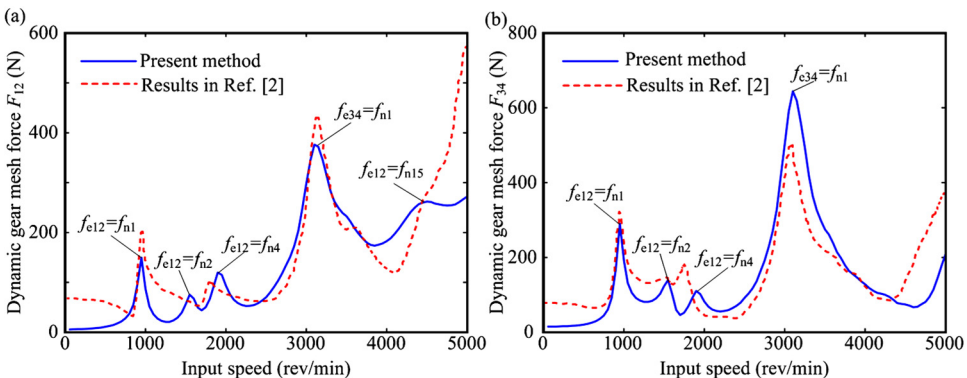 (a)
600
400
200
0
0
1000
2000
3000
4000
5000
Dynamic gear mesh force F12 (N)
Input speed (rev/min)
Present method
Results in Ref. [2]
fe12=fn1
fe12=fn2
fe12=fn4
fe34=fn1
fe12=fn15
(b)
800
600
400
200
0
0
1000
2000
3000
4000
5000
Dynamic gear mesh force F34 (N)
Input speed (rev/min)
Present method
Results in Ref. [2]
fe12=fn1
fe12=fn2
fe12=fn4
fe34=fn1